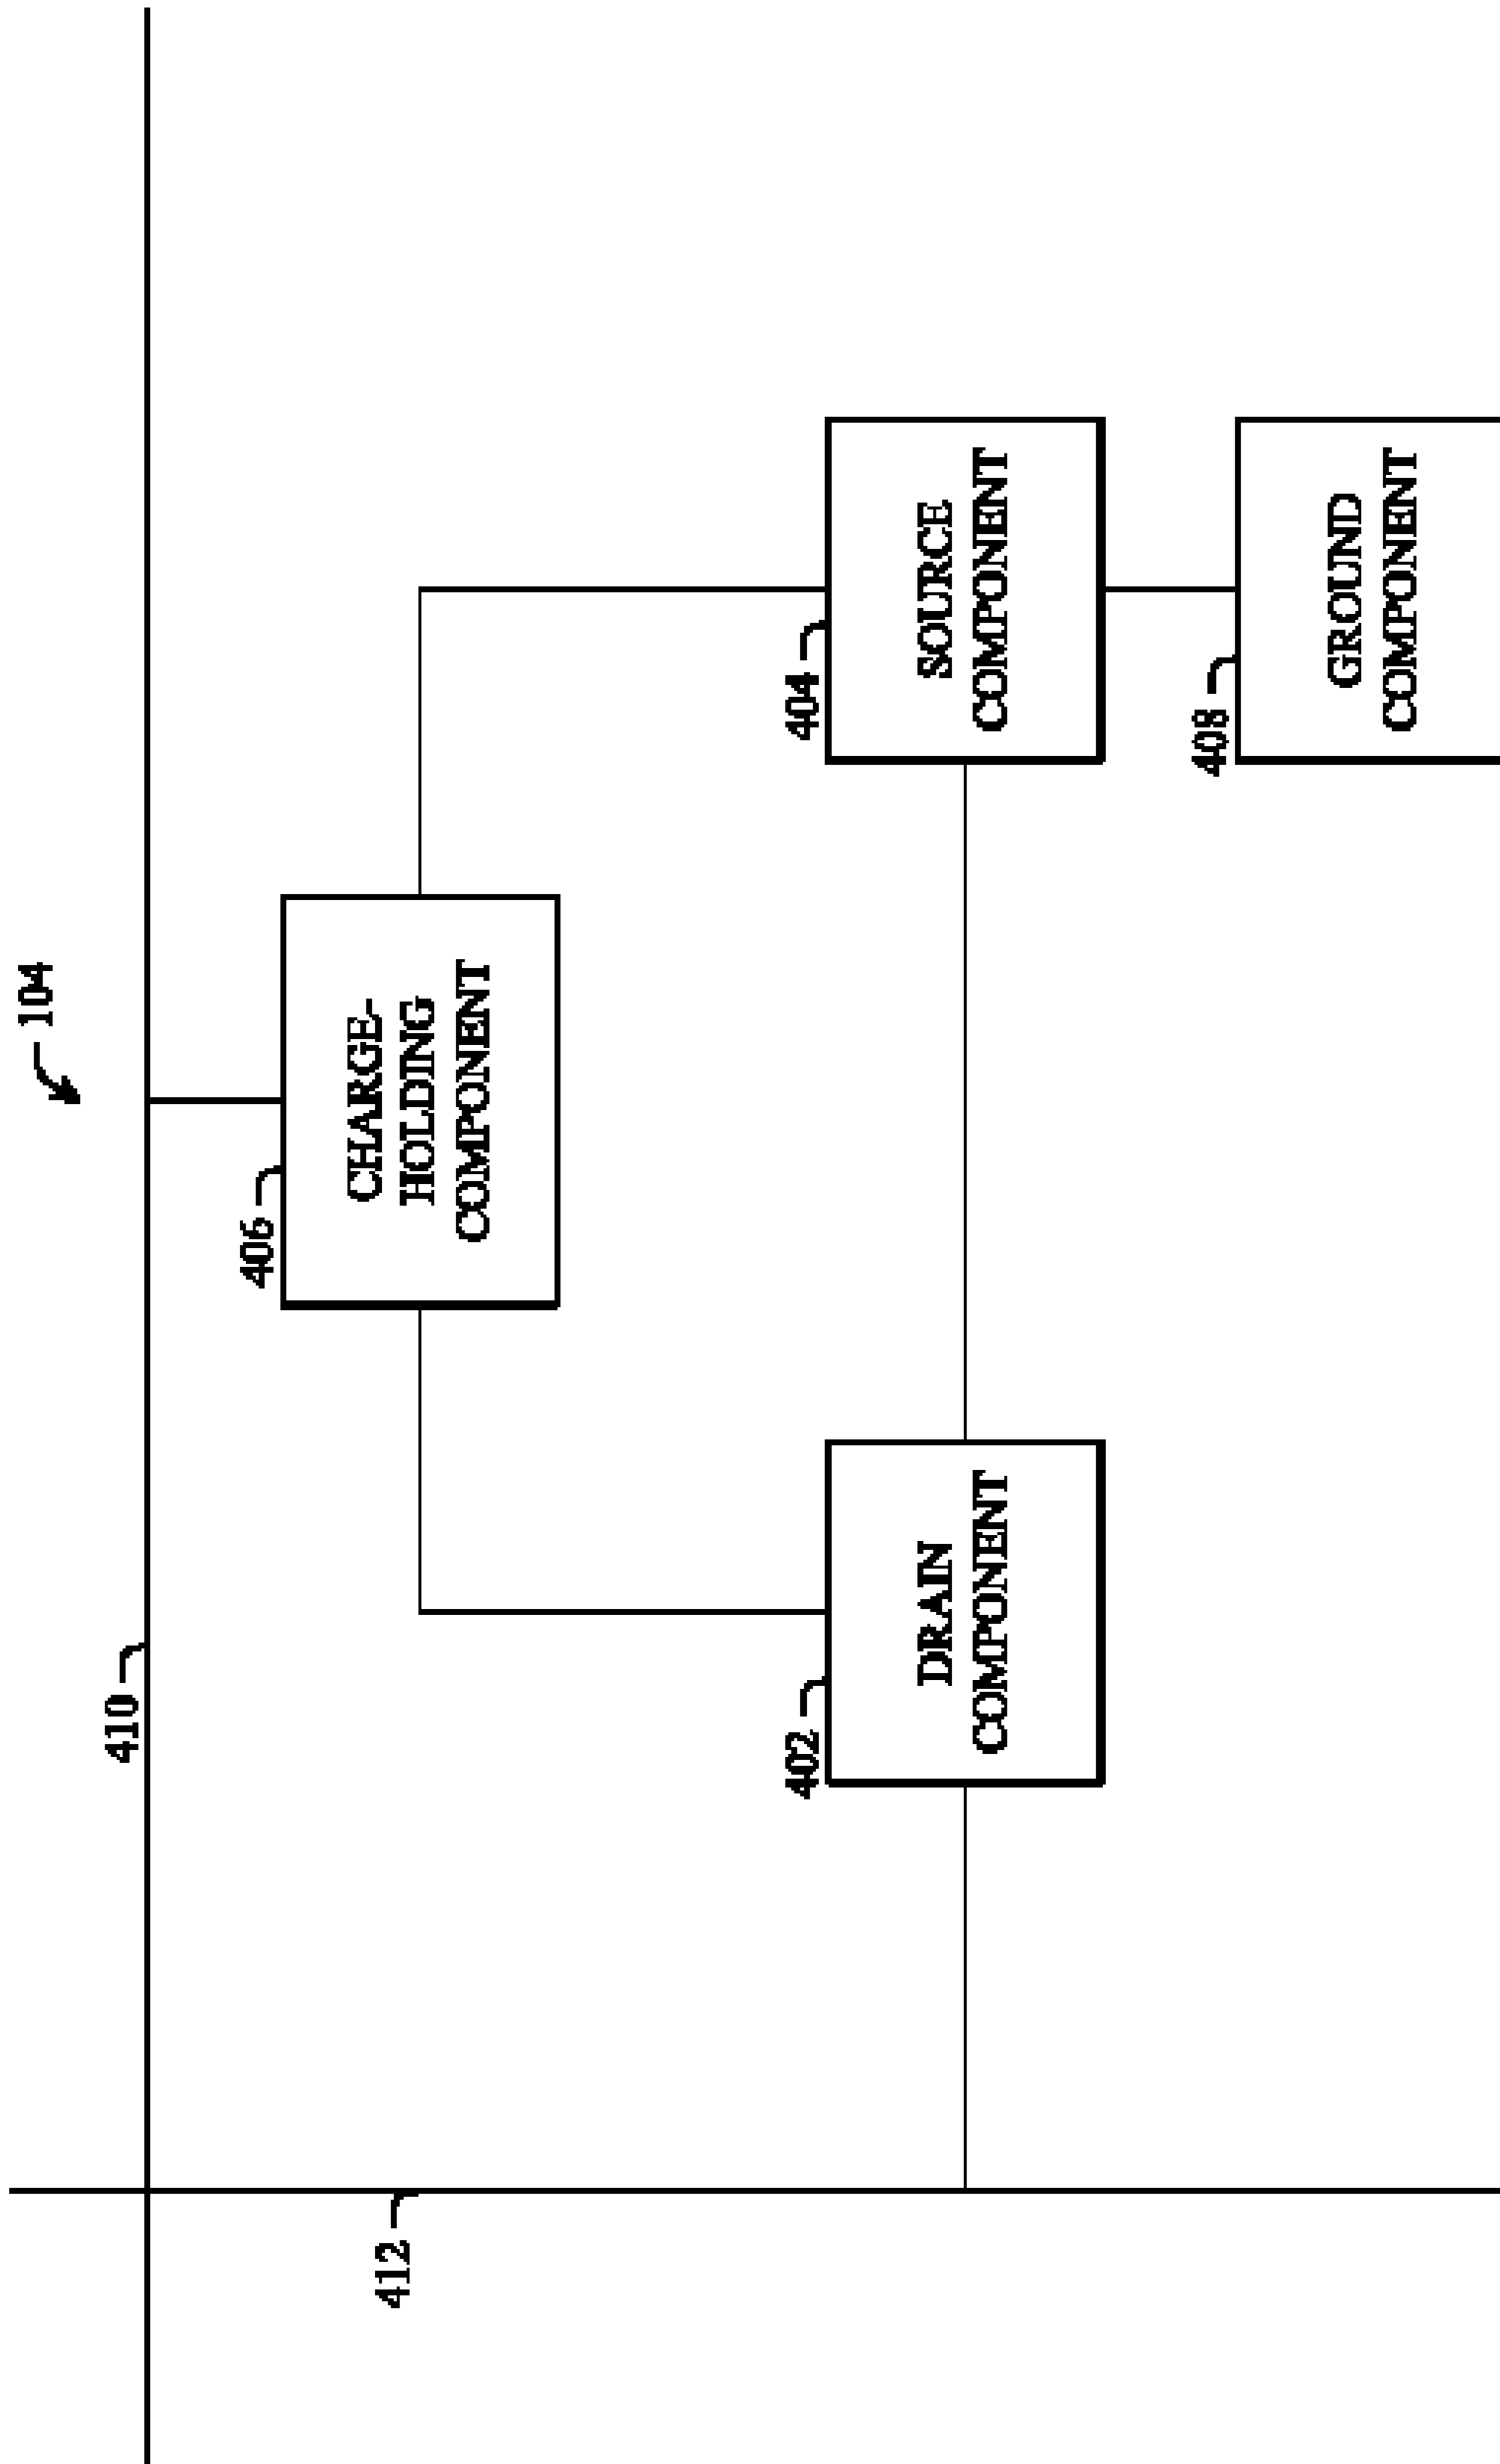 104
410
406
CHARGE-
HOLDING
COMPONENT
412
402
DRAIN
COMPONENT
404
SOURCE
COMPONENT
408
GROUND
COMPONENT